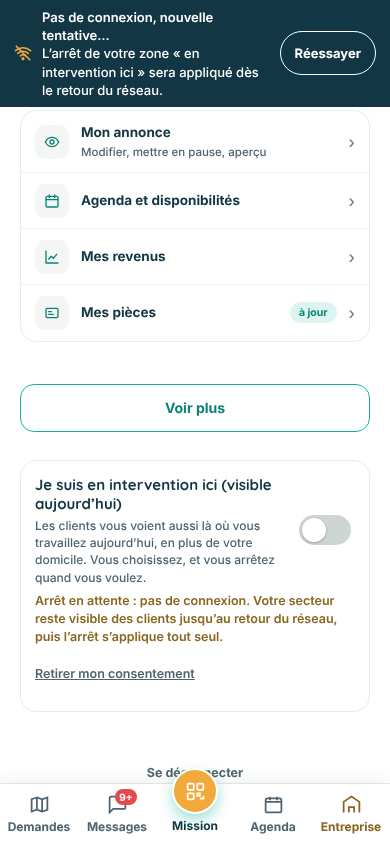 Pas de connexion, nouvelle
tentative…
L’arrêt de votre zone « en
intervention ici » sera appliqué dès
le retour du réseau.
Réessayer
Mon annonce
Modifier, mettre en pause, aperçu
Agenda et disponibilités
Mes revenus
Mes pièces
à jour
Voir plus
Je suis en intervention ici (visible
aujourd’hui)
Les clients vous voient aussi là où vous
travaillez aujourd’hui, en plus de votre
domicile. Vous choisissez, et vous arrêtez
quand vous voulez.
Arrêt en attente : pas de connexion. Votre secteur
reste visible des clients jusqu’au retour du réseau,
puis l’arrêt s’applique tout seul.
Retirer mon consentement
Se déconnecter
9+
Demandes
Messages
Mission
Agenda
Entreprise